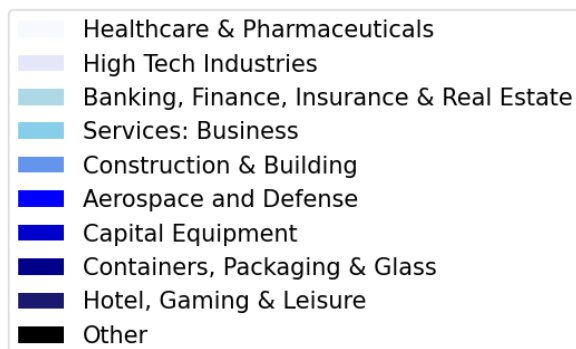 Healthcare & Pharmaceuticals
High Tech Industries
Banking, Finance, Insurance & Real Estate
Services: Business
Construction & Building
Aerospace and Defense
Capital Equipment
Containers, Packaging & Glass
Hotel, Gaming & Leisure
Other